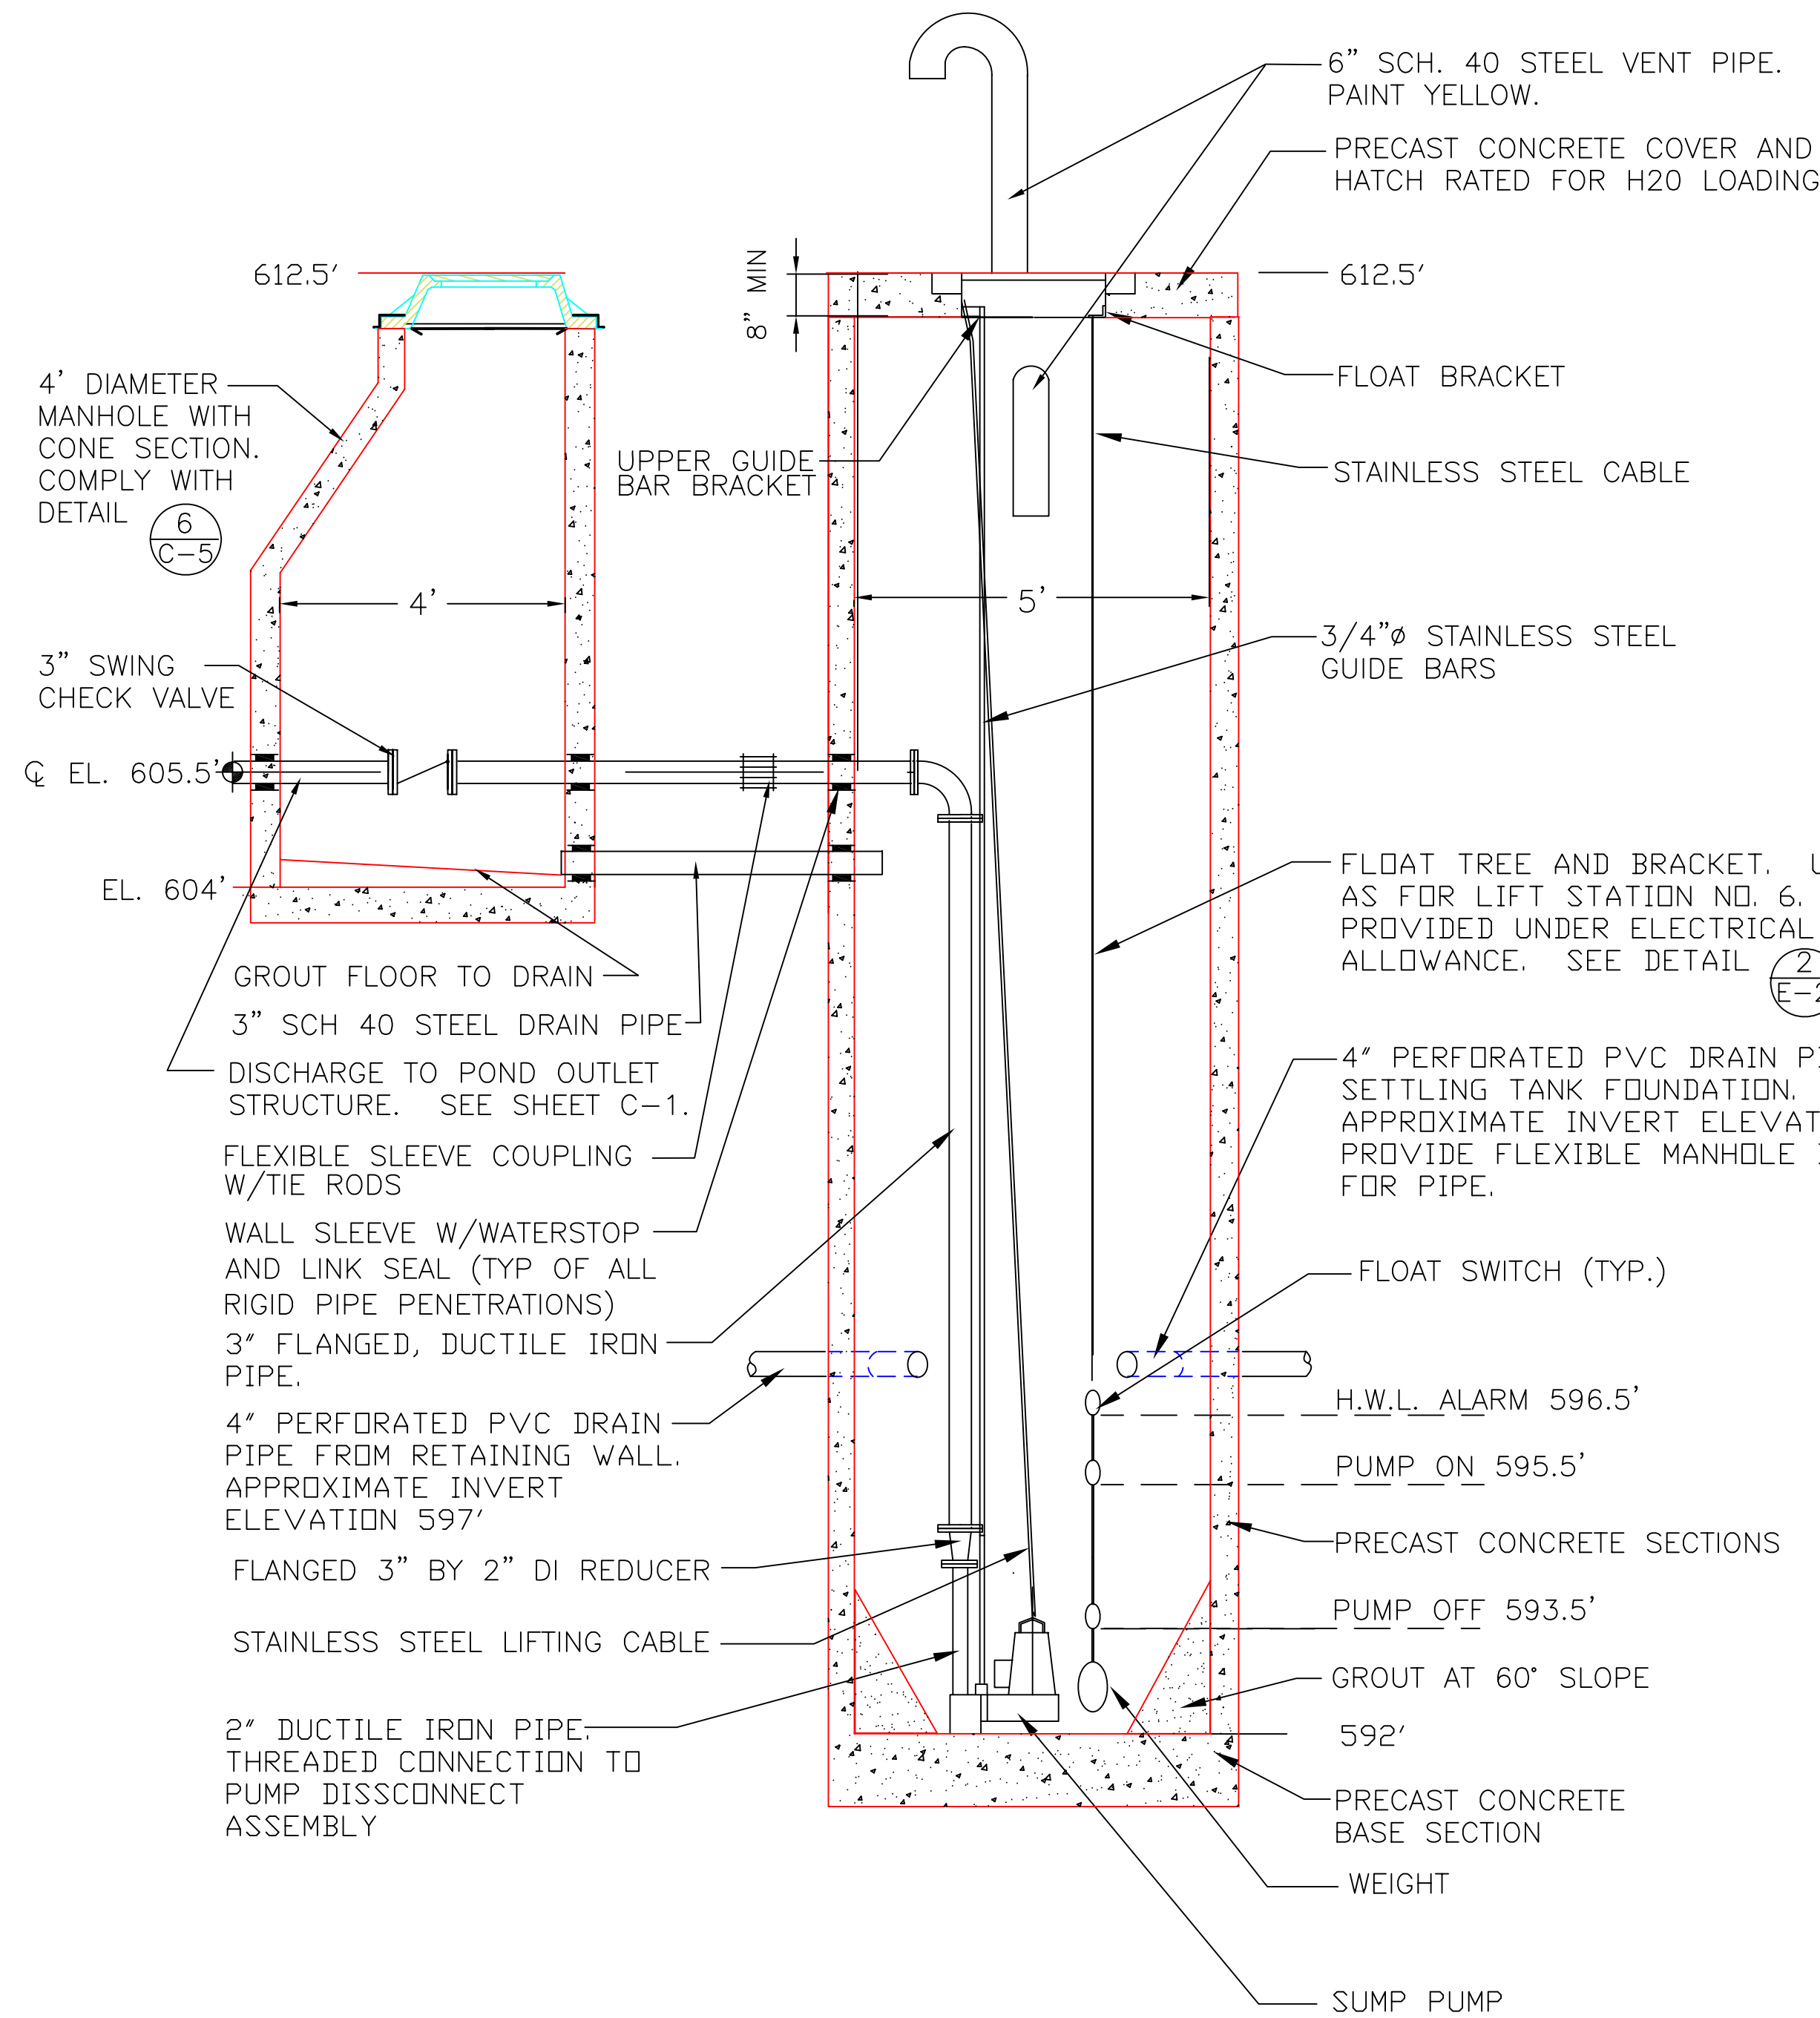 6" SCH. 40 STEEL VENT PIPE.
PAINT YELLOW.
PRECAST CONCRETE COVER AND
HATCH RATED FOR H20 LOADING
612.5'
8" MIN
612.5'
4' DIAMETER
MANHOLE WITH
CONE SECTION.
COMPLY WITH
DETAIL
6
C-5
FLOAT BRACKET
UPPER GUIDE
BAR BRACKET
STAINLESS STEEL CABLE
4'
5'
3/4"ø STAINLESS STEEL
GUIDE BARS
3" SWING
CHECK VALVE
℄ EL. 605.5'
EL. 604'
FLOAT TREE AND BRACKET.
AS FOR LIFT STATION NO. 6.
PROVIDED UNDER ELECTRICAL
ALLOWANCE. SEE DETAIL
2
GROUT FLOOR TO DRAIN
3" SCH 40 STEEL DRAIN PIPE
DISCHARGE TO POND OUTLET
STRUCTURE. SEE SHEET C-1.
FLEXIBLE SLEEVE COUPLING
W/TIE RODS
WALL SLEEVE W/WATERSTOP
AND LINK SEAL (TYP OF ALL
RIGID PIPE PENETRATIONS)
3" FLANGED, DUCTILE IRON
PIPE.
4" PERFORATED PVC DRAIN
PIPE FROM RETAINING WALL.
APPROXIMATE INVERT
ELEVATION 597'
FLANGED 3" BY 2" DI REDUCER
STAINLESS STEEL LIFTING CABLE
2" DUCTILE IRON PIPE.
THREADED CONNECTION TO
PUMP DISSCONNECT
ASSEMBLY
4" PERFORATED PVC DRAIN
SETTLING TANK FOUNDATION.
APPROXIMATE INVERT
PROVIDE FLEXIBLE MANHOLE
FOR PIPE.
FLOAT SWITCH (TYP.)
H.W.L. ALARM 596.5'
PUMP ON 595.5'
PRECAST CONCRETE SECTIONS
PUMP OFF 593.5'
GROUT AT 60° SLOPE
592'
PRECAST CONCRETE
BASE SECTION
WEIGHT
SUMP PUMP